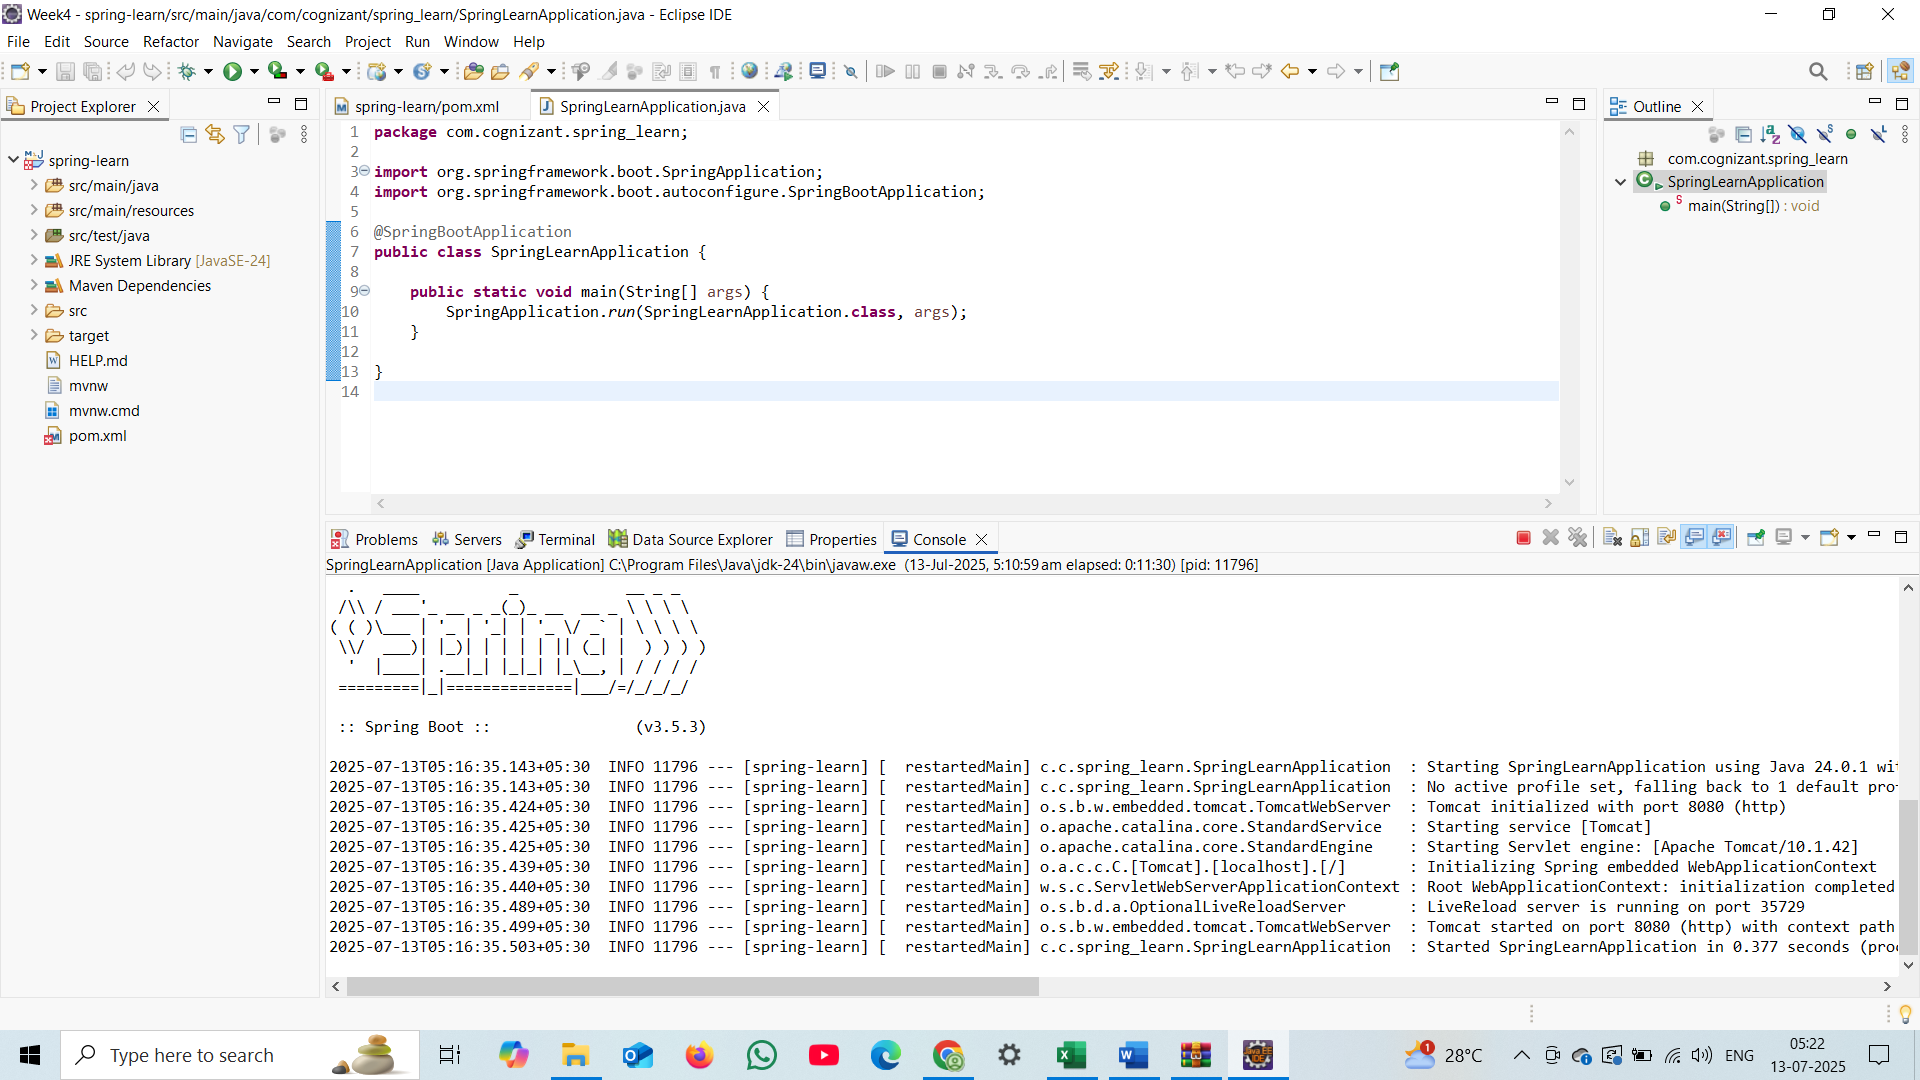 Week4 - spring-learn/src/main/java/com/cognizant/spring_learn/SpringLearnApplication.java - Eclipse IDE
File Edit Source Refactor Navigate Search Project Run Window Help
Project Explorer
spring-learn
src/main/java
src/main/resources
src/test/java
JRE System Library [JavaSE-24]
Maven Dependencies
src
target
HELP.md
mvnw
mvnw.cmd
pom.xml
spring-learn/pom.xml SpringLearnApplication.java
1 package com.cognizant.spring_learn;
2
3 import org.springframework.boot.SpringApplication;
4 import org.springframework.boot.autoconfigure.SpringBootApplication;
5
6 @SpringBootApplication
7 public class SpringLearnApplication {
8
9 public static void main(String[] args) {
10 SpringApplication.run(SpringLearnApplication.class, args);
11 }
12
13 }
14
Outline
com.cognizant.spring_learn
SpringLearnApplication
main(String[]) : void
Problems Servers Terminal Data Source Explorer Properties Console
SpringLearnApplication [Java Application] C:\Program Files\Java\jdk-24\bin\javaw.exe (13-Jul-2025, 5:10:59 am elapsed: 0:11:30) [pid: 11796]
Spring
:: Spring Boot :: (v3.5.3)
2025-07-13T05:16:35.143+05:30 INFO 11796 --- [spring-learn] [ restartedMain] c.c.spring_learn.SpringLearnApplication : Starting SpringLearnApplication using Java 24.0.1 wi
2025-07-13T05:16:35.143+05:30 INFO 11796 --- [spring-learn] [ restartedMain] c.c.spring_learn.SpringLearnApplication : No active profile set, falling back to 1 default pro
2025-07-13T05:16:35.424+05:30 INFO 11796 --- [spring-learn] [ restartedMain] o.s.b.w.embedded.tomcat.TomcatWebServer : Tomcat initialized with port 8080 (http)
2025-07-13T05:16:35.425+05:30 INFO 11796 --- [spring-learn] [ restartedMain] o.apache.catalina.core.StandardService : Starting service [Tomcat]
2025-07-13T05:16:35.425+05:30 INFO 11796 --- [spring-learn] [ restartedMain] o.apache.catalina.core.StandardEngine : Starting Servlet engine: [Apache Tomcat/10.1.42]
2025-07-13T05:16:35.439+05:30 INFO 11796 --- [spring-learn] [ restartedMain] o.a.c.c.C.[Tomcat].[localhost].[/] : Initializing Spring embedded WebApplicationContext
2025-07-13T05:16:35.440+05:30 INFO 11796 --- [spring-learn] [ restartedMain] w.s.c.ServletWebServerApplicationContext : Root WebApplicationContext: initialization completed
2025-07-13T05:16:35.489+05:30 INFO 11796 --- [spring-learn] [ restartedMain] o.s.b.d.a.OptionalLiveReloadServer : LiveReload server is running on port 35729
2025-07-13T05:16:35.499+05:30 INFO 11796 --- [spring-learn] [ restartedMain] o.s.b.w.embedded.tomcat.TomcatWebServer : Tomcat started on port 8080 (http) with context path
2025-07-13T05:16:35.503+05:30 INFO 11796 --- [spring-learn] [ restartedMain] c.c.spring_learn.SpringLearnApplication : Started SpringLearnApplication in 0.377 seconds (pro
Type here to search
1
28°C
ENG
05:22
13-07-2025